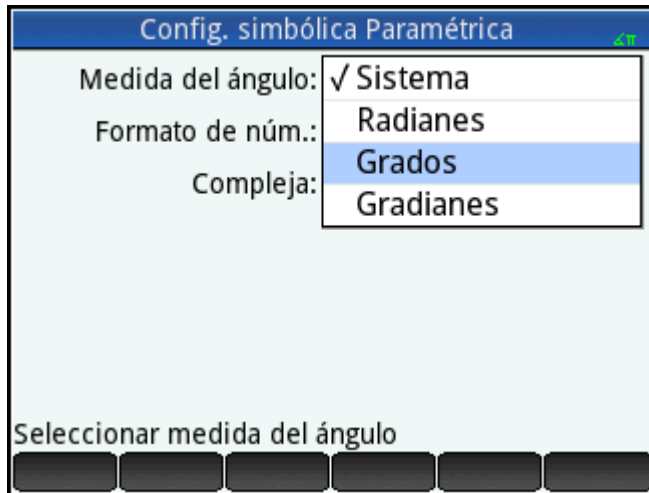 Config. simbólica Paramétrica
∡π
Medida del ángulo: √ Sistema
Radianes
Formato de núm.:
Grados
Compleja:
Gradianes
Seleccionar medida del ángulo